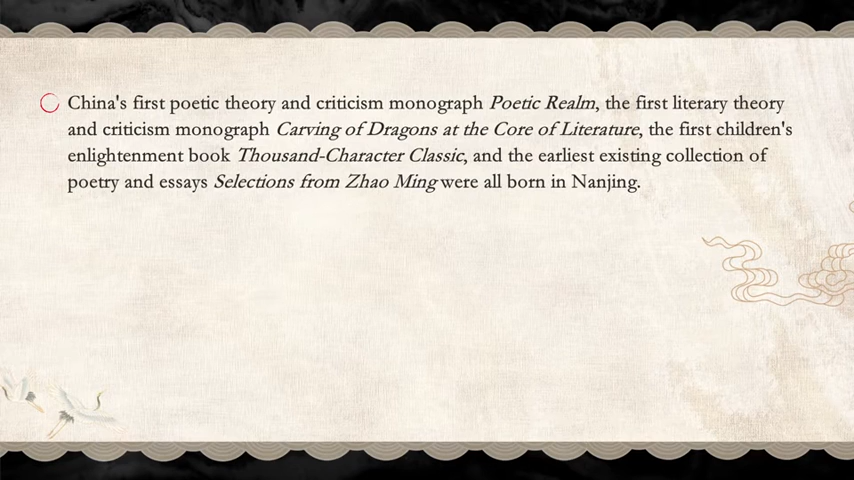 China's first poetic theory and criticism monograph Poetic Realm, the first literary theory
and criticism monograph Carving of Dragons at the Core of Literature, the first children's
enlightenment book Thousand-Character Classic, and the earliest existing collection of
poetry and essays Selections from Zhao Ming were all born in Nanjing.